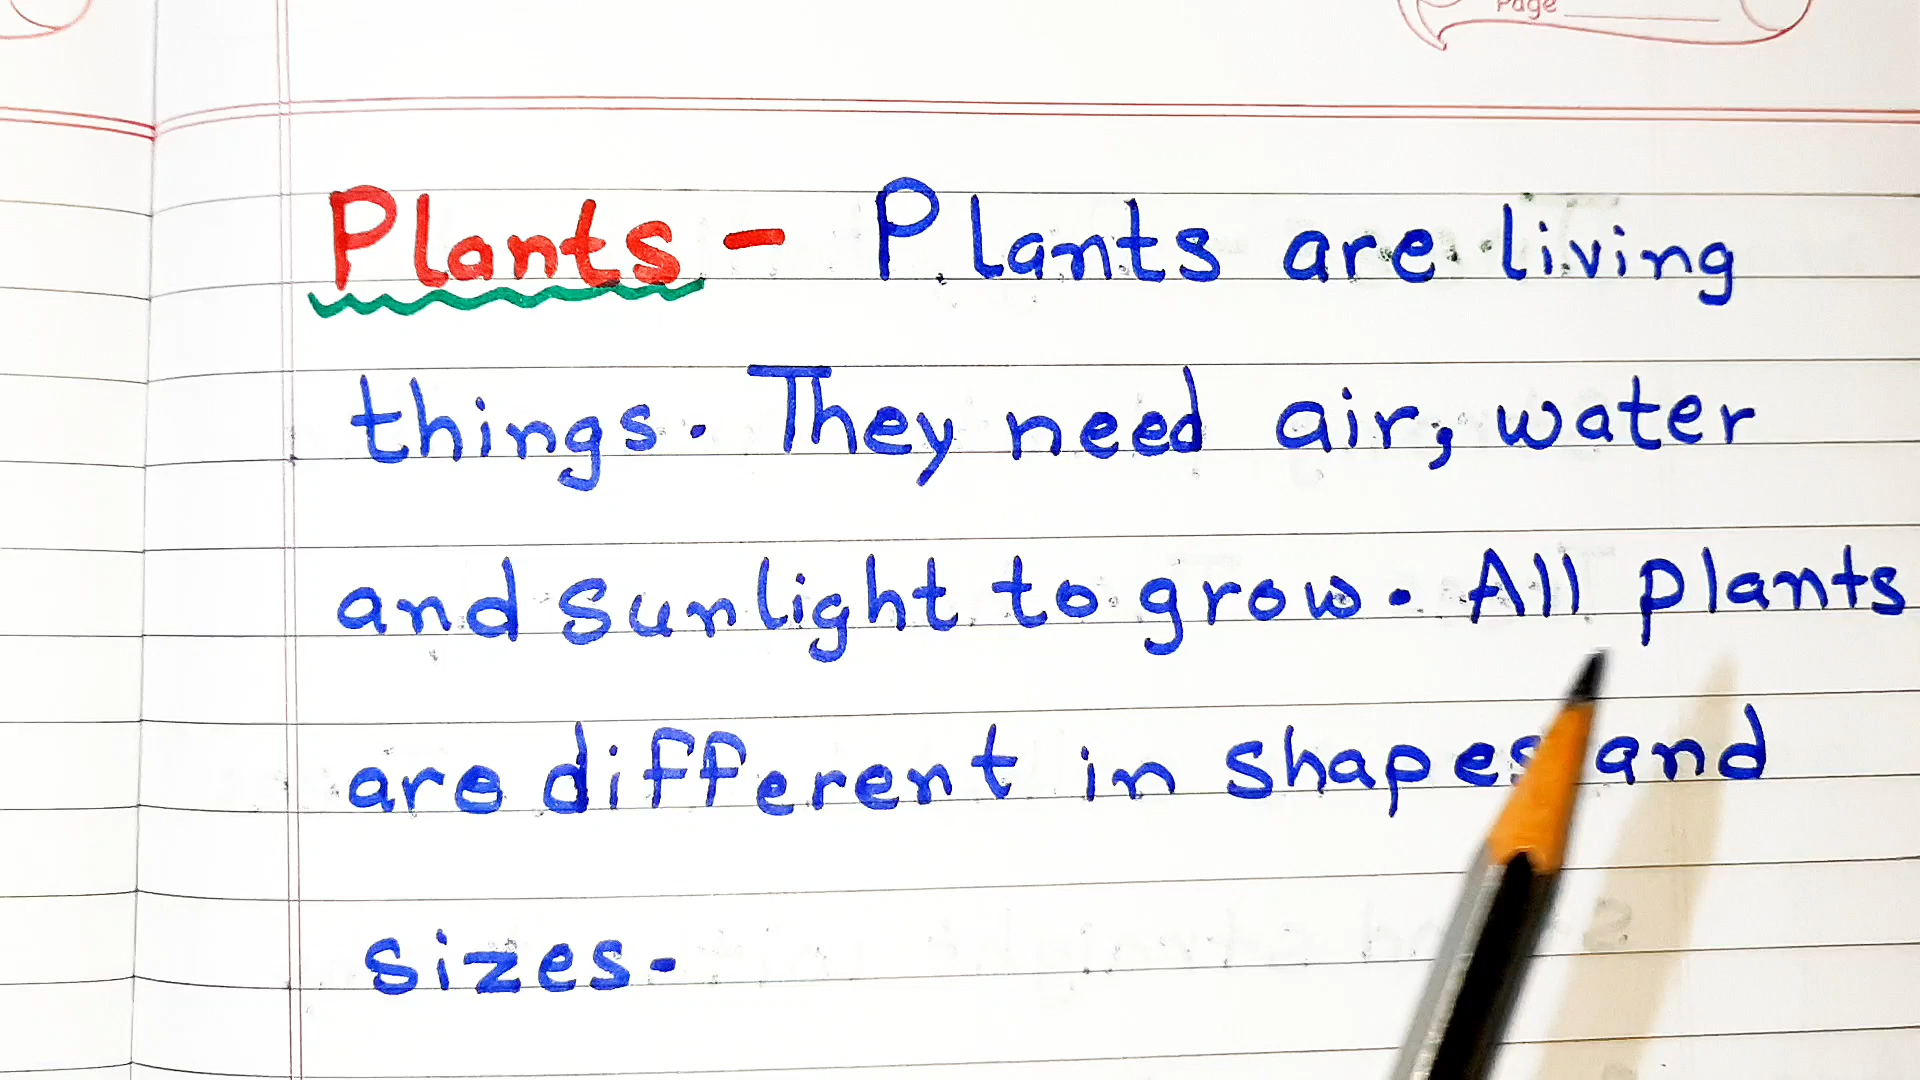 Page
Plants - Plants are living
things. They need air, water
and sunlight to grow. All plants
are different in shapes and
sizes.